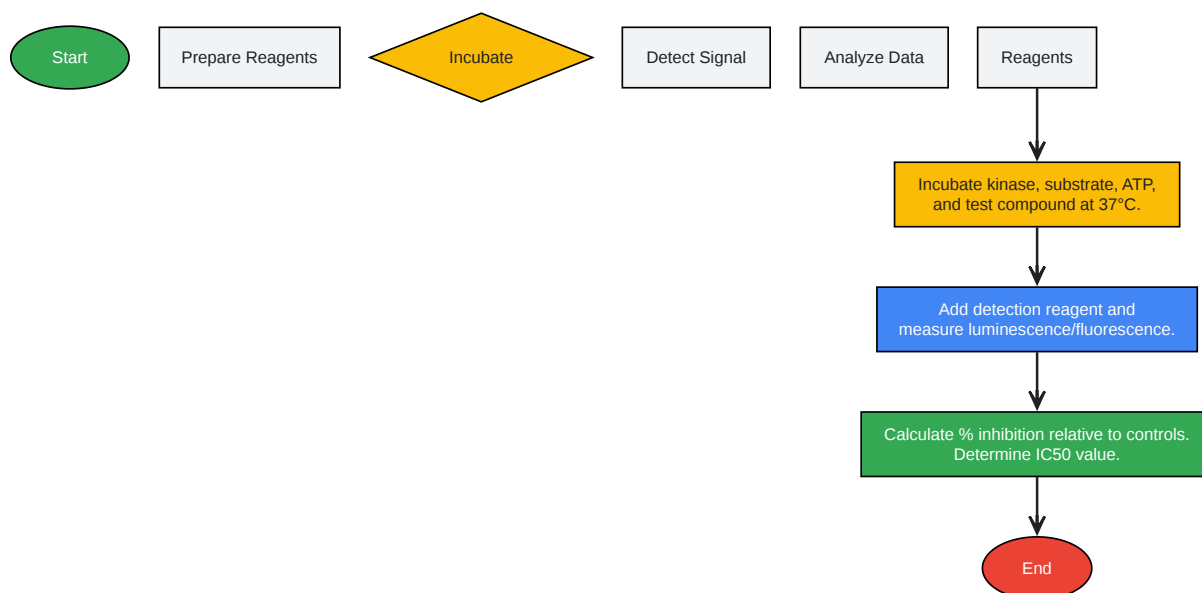 Start
Prepare Reagents
Incubate
Detect Signal
Analyze Data
Reagents
Incubate kinase, substrate, ATP,
and test compound at 37°C.
Add detection reagent and
measure luminescence/fluorescence.
Calculate % inhibition relative to controls.
Determine IC50 value.
End